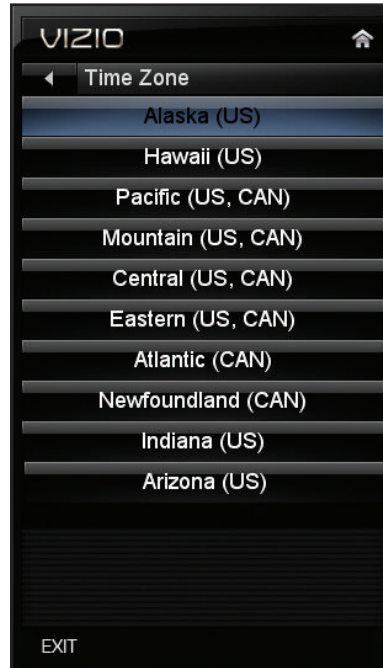 VIZIO
Time Zone
Alaska (US)
Hawaii (US)
Pacific (US, CAN)
Mountain (US, CAN)
Central (US, CAN)
Eastern (US, CAN)
Atlantic (CAN)
Newfoundland (CAN)
Indiana (US)
Arizona (US)
EXIT